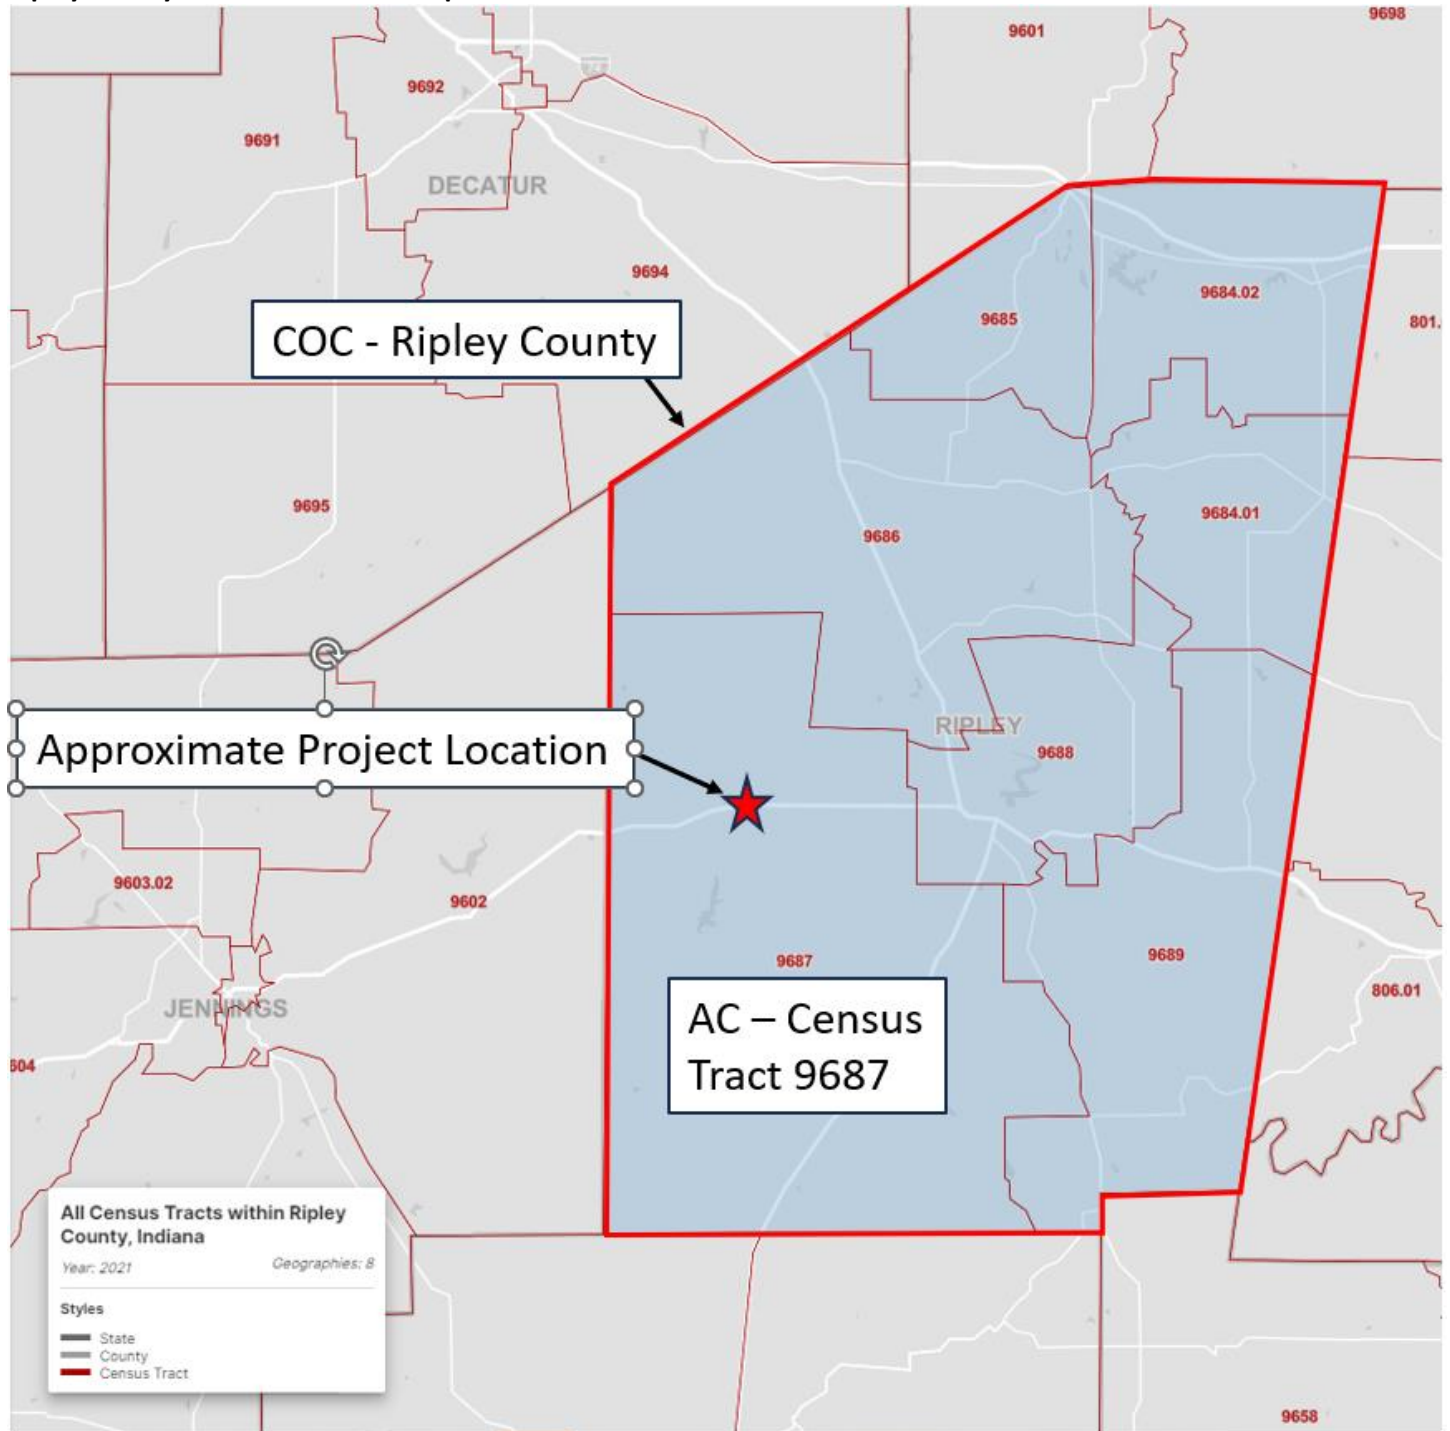 9698
9601
74
9692
9691
DECATUR
9694
9684.02
9685
801.
COC - Ripley County
9695
9684.01
9686
RIPLEY
9688
Approximate Project Location
9603.02
9602
9687
9689
806.01
JENNINGS
AC – Census
Tract 9687
604
All Census Tracts within Ripley
County, Indiana
Year: 2021
Geographies: 8
Styles
State
County
Census Tract
9658